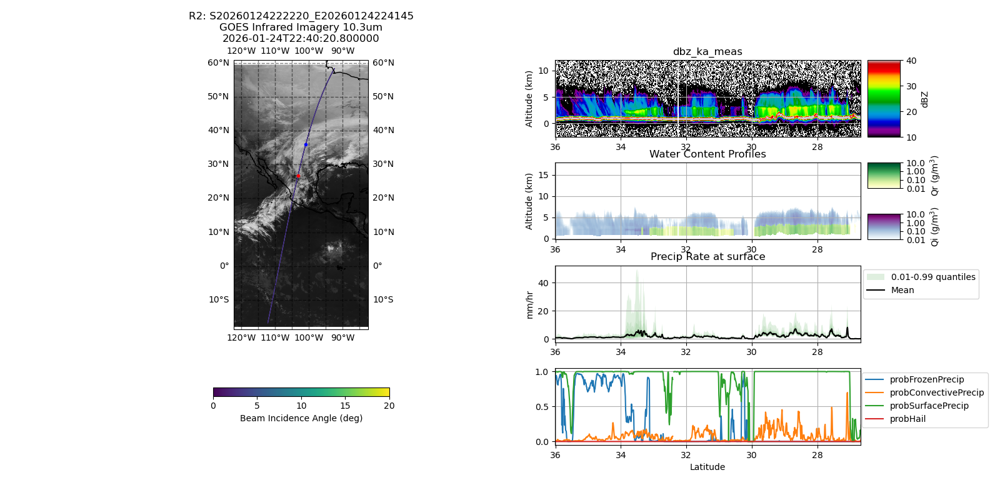 R2: S20260124222220_E20260124224145
GOES Infrared Imagery 10.3um
2026-01-24T22:40:20.800000
120°W 110°W 100°W 90°W
60°N 60°N
50°N 50°N
40°N 40°N
30°N 30°N
20°N 20°N
10°N 10°N
0° 0°
10°S 10°S
120°W 110°W 100°W 90°W
0 5 10 15 20
Beam Incidence Angle (deg)
dbz_ka_meas
Altitude (km)
10
5
0
36 34 32 30 28
40
30
20
10
dBZ
Water Content Profiles
Altitude (km)
15
10
5
0
36 34 32 30 28
10.0
1.00
0.10
0.01
Qr (g/m³)
10.0
1.00
0.10
0.01
Qi (g/m³)
Precip Rate at surface
mm/hr
40
20
0
36 34 32 30 28
0.01-0.99 quantiles
Mean
1.0
0.5
0.0
36 34 32 30 28
Latitude
probFrozenPrecip
probConvectivePrecip
probSurfacePrecip
probHail